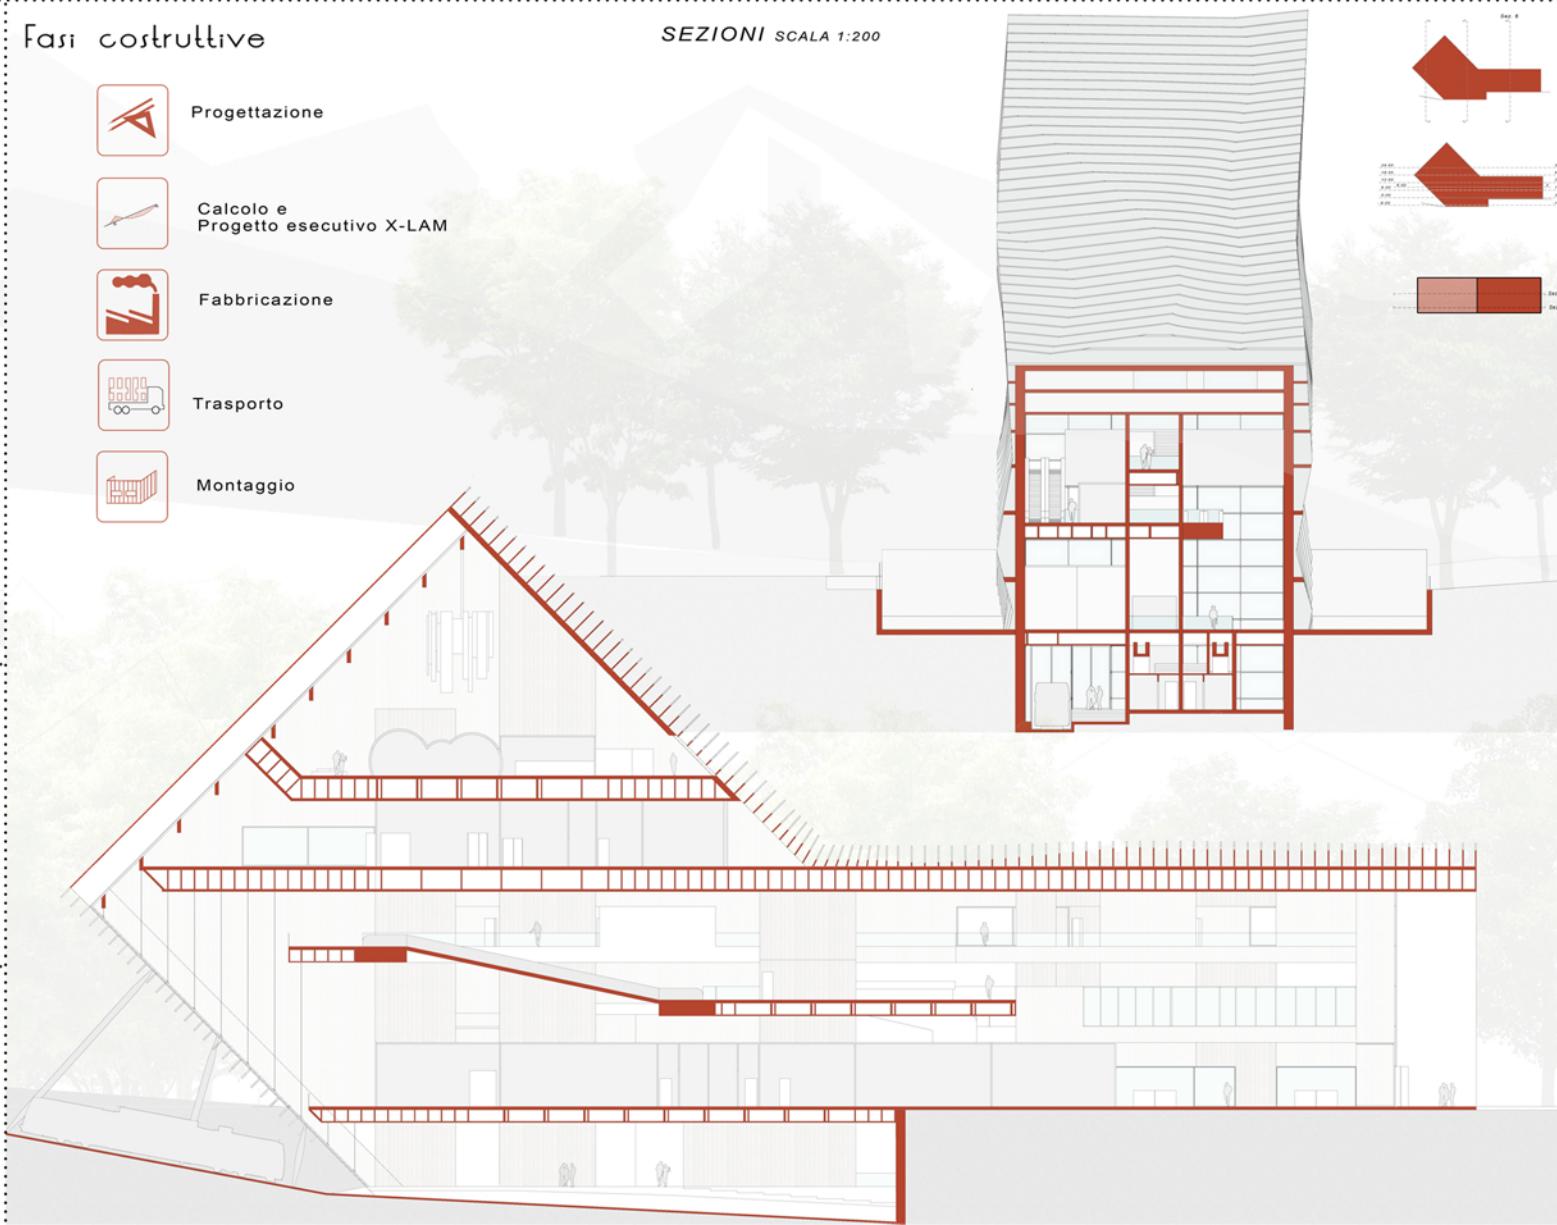 Fasi costruttive
SEZIONI SCALA 1:200
Progettazione
Calcolo e
Progetto esecutivo X-LAM
Fabbricazione
Trasporto
Montaggio